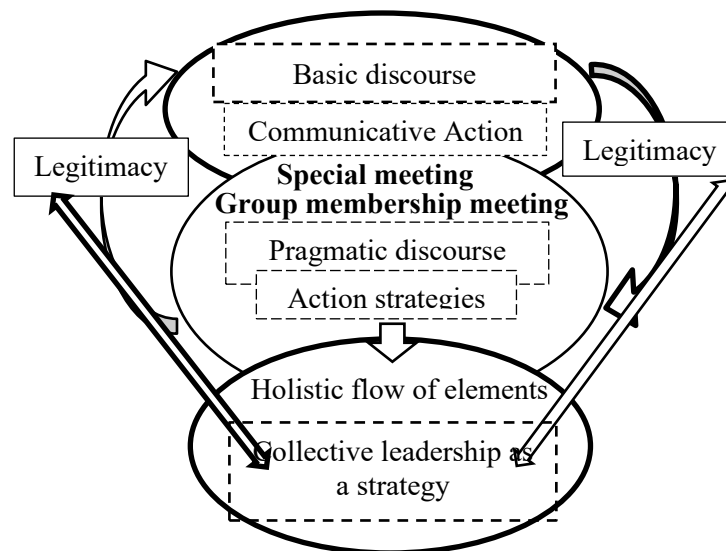 Basic discourse
Communicative Action
Legitimacy
Legitimacy
Special meeting
Group membership meeting
Pragmatic discourse
Action strategies
Holistic flow of elements
Collective leadership as
a strategy